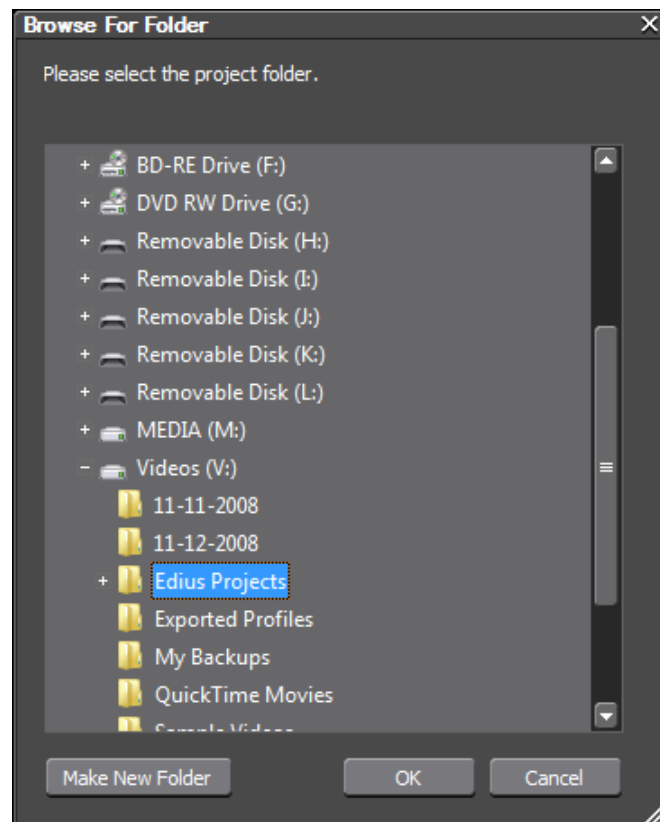 Browse For Folder
Please select the project folder.
BD-RE Drive (F:)
DVD RW Drive (G:)
Removable Disk (H:)
Removable Disk (I:)
Removable Disk (J:)
Removable Disk (K:)
Removable Disk (L:)
MEDIA (M:)
Videos (V:)
11-11-2008
11-12-2008
Edius Projects
Exported Profiles
My Backups
QuickTime Movies
Sample Videos
Make New Folder OK Cancel